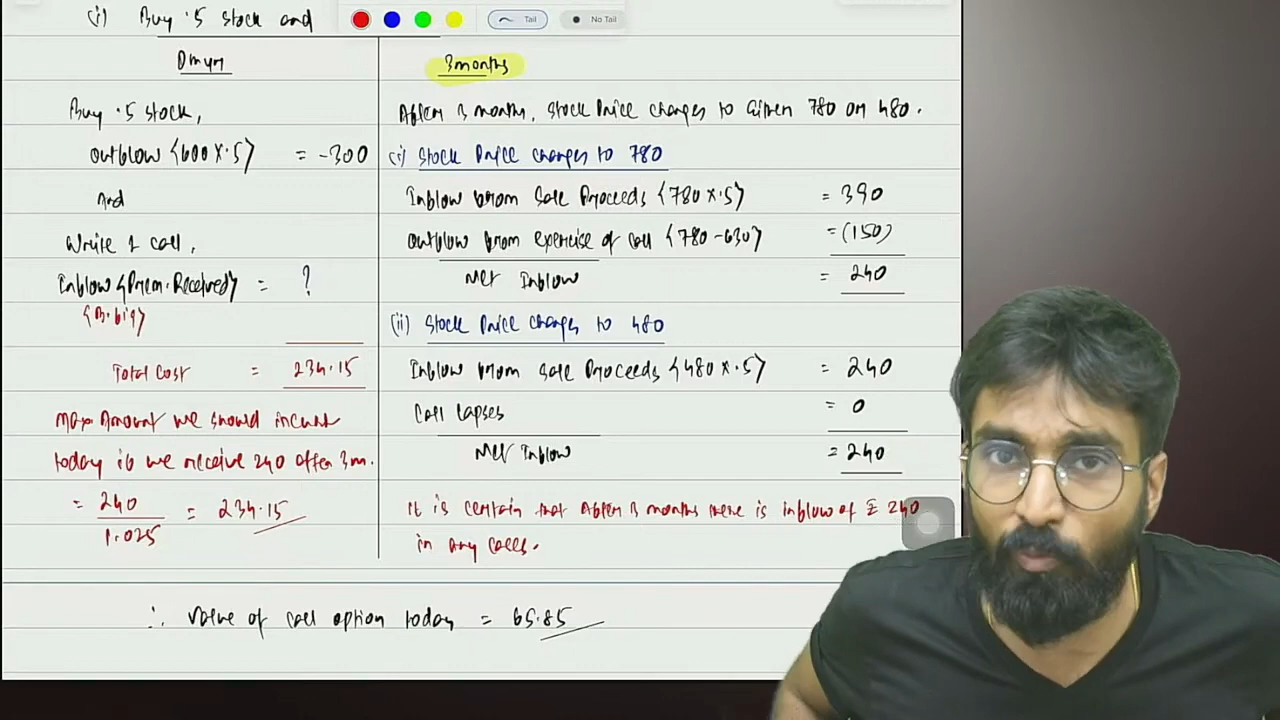 (i) Buy .5 stock and
Tail
No Tail
3months
Buy .5 stock,
outflow {600 x .5} = -300
And
Write 1 call,
Inflow {Prem. Received} = ?
Total cost = 234.15
Max Amount we should incur
today if we receive 240 after 3m.
= 240 / 1.025 = 234.15
After 3 months, stock Price changes to Either 780 or 480.
(i) Stock Price changes to 780
Inflow from Sale Proceeds {780 x .5} = 390
Outflow from exercise of call {780-630} = (150)
Net Inflow = 240
(ii) Stock Price changes to 480
Inflow from Sale Proceeds {480 x .5} = 240
Call lapses = 0
Net Inflow = 240
It is certain that After 3 months there is inflow of ₹ 240
in any case.
∴ Value of call option today = 65.85